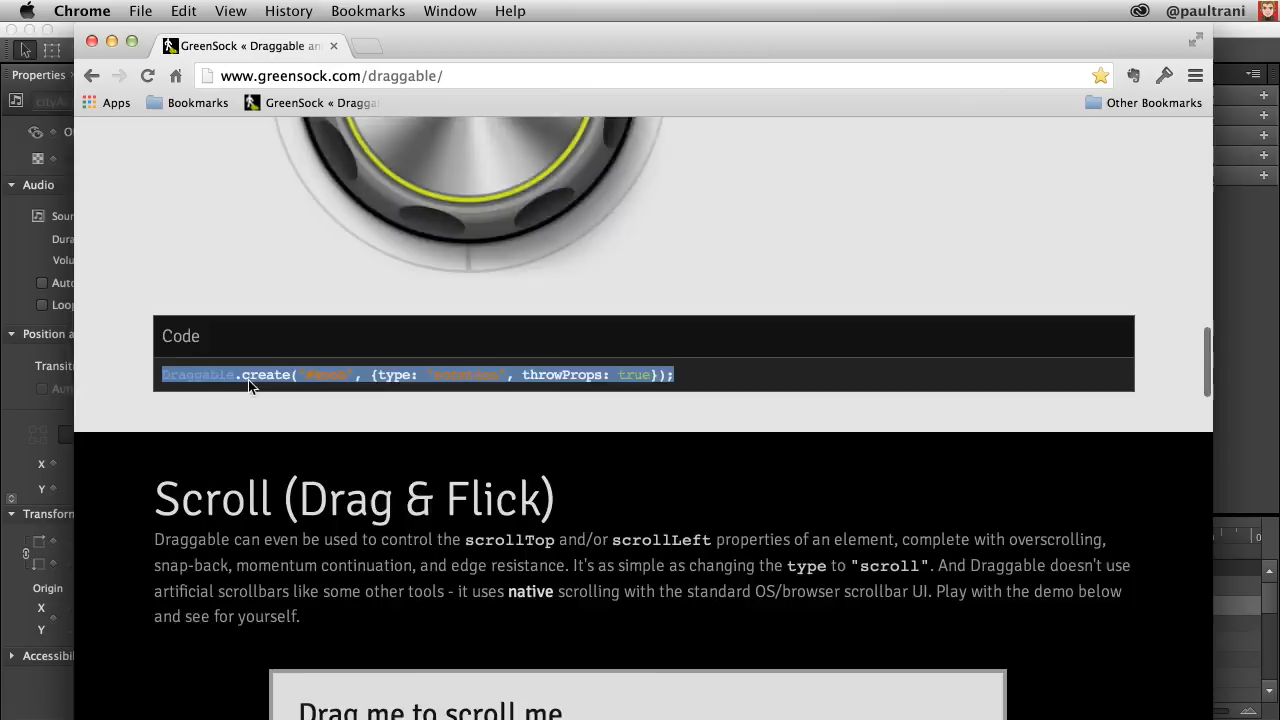 Chrome File Edit View History Bookmarks Window Help @paultrani
GreenSock « Draggable an
www.greensock.com/draggable/
Apps Bookmarks GreenSock « Dragga Other Bookmarks
Properties
Audio
Sour
Dura
Volu
Auto
Loop
Position a
Transiti
Auto
X
Y
Transform
Origin
X
Y
Accessibil
Code
Draggable.create("#knob", {type: "rotation", throwProps: true});
Scroll (Drag & Flick)
Draggable can even be used to control the scrollTop and/or scrollLeft properties of an element, complete with overscrolling,
snap-back, momentum continuation, and edge resistance. It's as simple as changing the type to "scroll". And Draggable doesn't use
artificial scrollbars like some other tools - it uses native scrolling with the standard OS/browser scrollbar UI. Play with the demo below
and see for yourself.
Drag me to scroll me